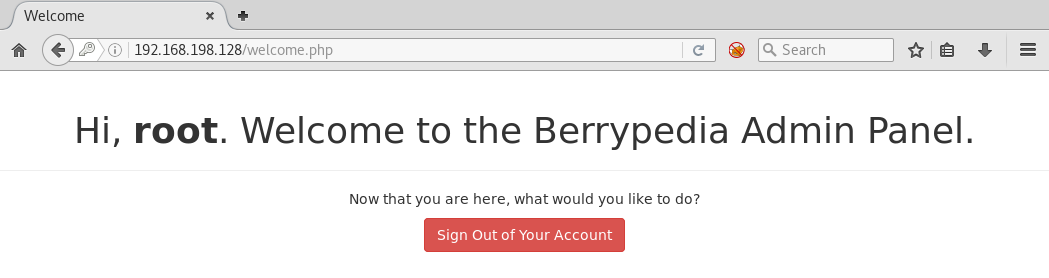 Welcome
192.168.198.128/welcome.php
Search
Hi, root. Welcome to the Berrypedia Admin Panel.
Now that you are here, what would you like to do?
Sign Out of Your Account